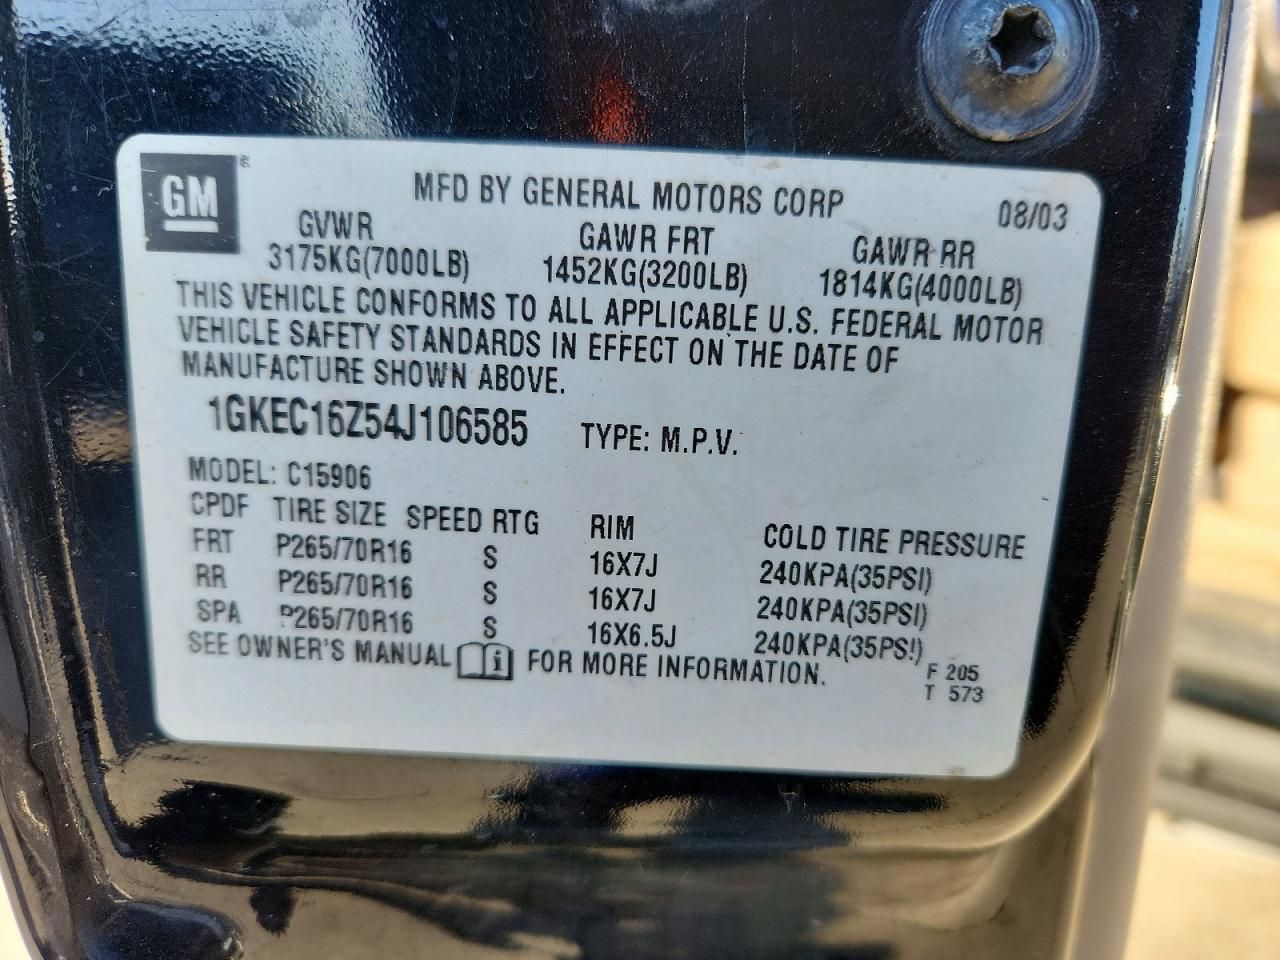 GM ®
MFD BY GENERAL MOTORS CORP 08/03
GVWR GAWR FRT GAWR RR
3175KG(7000LB) 1452KG(3200LB) 1814KG(4000LB)
THIS VEHICLE CONFORMS TO ALL APPLICABLE U.S. FEDERAL MOTOR
VEHICLE SAFETY STANDARDS IN EFFECT ON THE DATE OF
MANUFACTURE SHOWN ABOVE.
1GKEC16Z54J106585 TYPE: M.P.V.
MODEL: C15906
CPDF TIRE SIZE SPEED RTG RIM COLD TIRE PRESSURE
FRT P265/70R16 S 16X7J 240KPA(35PSI)
RR P265/70R16 S 16X7J 240KPA(35PSI)
SPA P265/70R16 S 16X6.5J 240KPA(35PSI)
SEE OWNER'S MANUAL i FOR MORE INFORMATION.
F 205
T 573